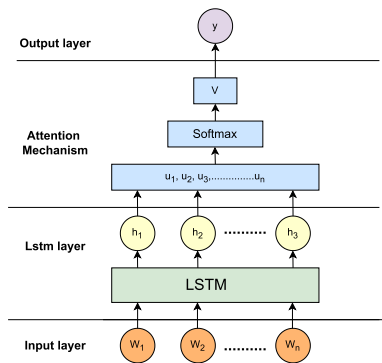 y
Output layer
V
Softmax
Attention
Mechanism
u1, u2, u3,...............un
h1 h2 .......... h3
Lstm layer
LSTM
Input layer
W1 W2 .......... Wn